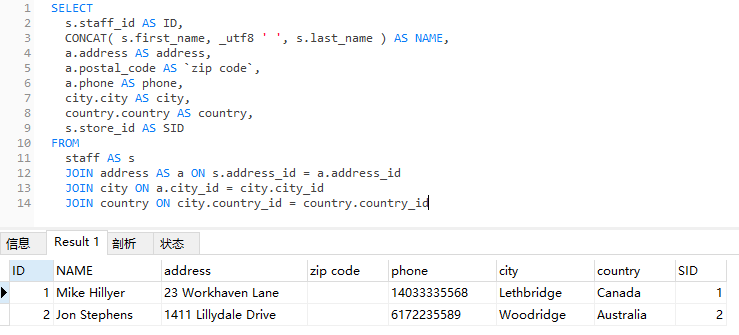 1 SELECT
2 s.staff_id AS ID,
3 CONCAT( s.first_name, _utf8 ' ', s.last_name ) AS NAME,
4 a.address AS address,
5 a.postal_code AS `zip code`,
6 a.phone AS phone,
7 city.city AS city,
8 country.country AS country,
9 s.store_id AS SID
10 FROM
11 staff AS s
12 JOIN address AS a ON s.address_id = a.address_id
13 JOIN city ON a.city_id = city.city_id
14 JOIN country ON city.country_id = country.country_id
信息 Result 1 剖析 状态
ID NAME address zip code phone city country SID
1 Mike Hillyer 23 Workhaven Lane 14033335568 Lethbridge Canada 1
2 Jon Stephens 1411 Lillydale Drive 6172235589 Woodridge Australia 2